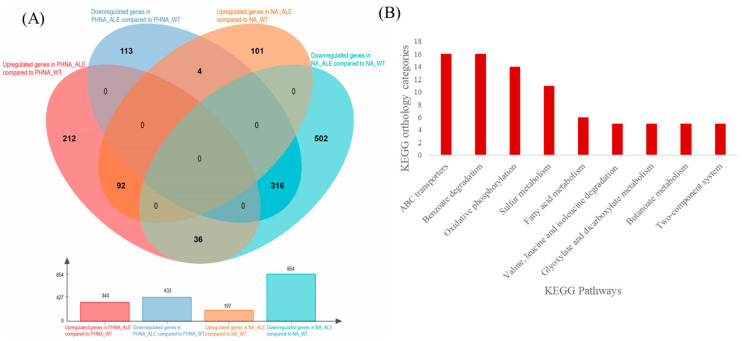 (A)
Downregulated genes in
PHNA_ALE compared to PHNA_WT
Upregulated genes in NA_ALE
compared to NA_WT
Upregulated genes in PHNA_ALE
compared to PHNA_WT
Downregulated genes in
NA_ALE compared to NA_WT
113
101
4
0
0
212
0
0
502
0
92
316
0
0
36
854
427
0
340
433
197
854
Upregulated genes in PHNA_ALE
compared to PHNA_WT
Downregulated genes in
PHNA_ALE compared to PHNA_WT
Upregulated genes in NA_ALE
compared to NA_WT
Downregulated genes in NA_ALE
compared to NA_WT
(B)
KEGG orthology categories
18
16
14
12
10
8
6
4
2
0
ABC transporters
Benzoate degradation
Oxidative phosphorylation
Sulfur metabolism
Fatty acid metabolism
Valine, leucine and isoleucine degradation
Glyoxylate and dicarboxylate metabolism
Butanoate metabolism
Two-component system
KEGG Pathways